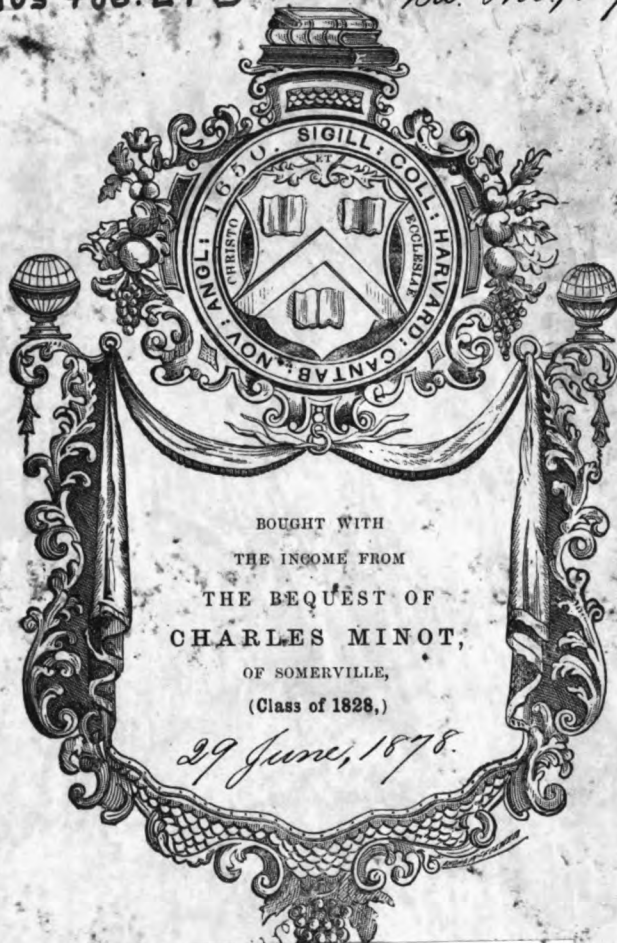 1650. SIGILL: COLL: HARVARD: CANTAB: NOV: ANGL:
ET
CHRISTO
ECCLESIAE
BOUGHT WITH
THE INCOME FROM
THE BEQUEST OF
CHARLES MINOT,
OF SOMERVILLE,
(Class of 1828,)
29 June, 1878.